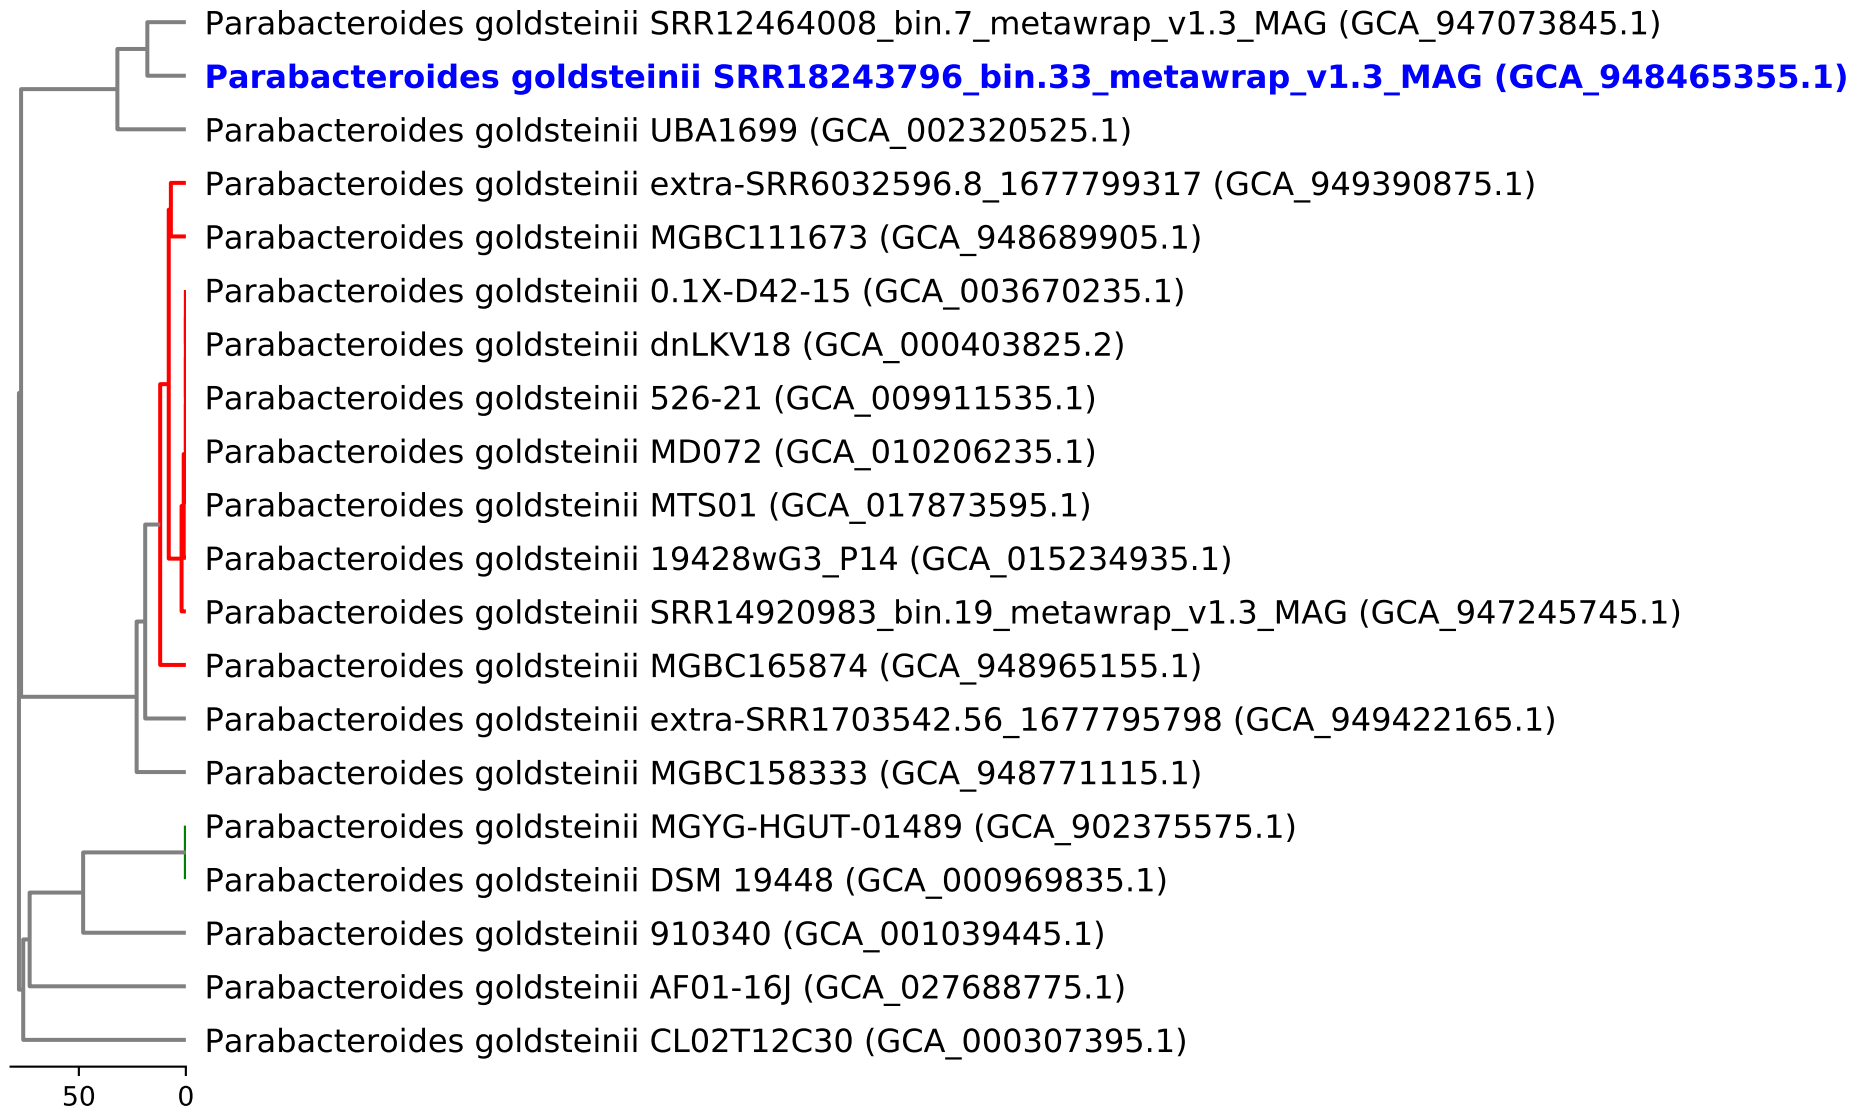 Parabacteroides goldsteinii SRR12464008_bin.7_metawrap_v1.3_MAG (GCA_947073845.1)
Parabacteroides goldsteinii SRR18243796_bin.33_metawrap_v1.3_MAG (GCA_948465355.1)
Parabacteroides goldsteinii UBA1699 (GCA_002320525.1)
Parabacteroides goldsteinii extra-SRR6032596.8_1677799317 (GCA_949390875.1)
Parabacteroides goldsteinii MGBC111673 (GCA_948689905.1)
Parabacteroides goldsteinii 0.1X-D42-15 (GCA_003670235.1)
Parabacteroides goldsteinii dnLKV18 (GCA_000403825.2)
Parabacteroides goldsteinii 526-21 (GCA_009911535.1)
Parabacteroides goldsteinii MD072 (GCA_010206235.1)
Parabacteroides goldsteinii MTS01 (GCA_017873595.1)
Parabacteroides goldsteinii 19428wG3_P14 (GCA_015234935.1)
Parabacteroides goldsteinii SRR14920983_bin.19_metawrap_v1.3_MAG (GCA_947245745.1)
Parabacteroides goldsteinii MGBC165874 (GCA_948965155.1)
Parabacteroides goldsteinii extra-SRR1703542.56_1677795798 (GCA_949422165.1)
Parabacteroides goldsteinii MGBC158333 (GCA_948771115.1)
Parabacteroides goldsteinii MGYG-HGUT-01489 (GCA_902375575.1)
Parabacteroides goldsteinii DSM 19448 (GCA_000969835.1)
Parabacteroides goldsteinii 910340 (GCA_001039445.1)
Parabacteroides goldsteinii AF01-16J (GCA_027688775.1)
Parabacteroides goldsteinii CL02T12C30 (GCA_000307395.1)
50 0